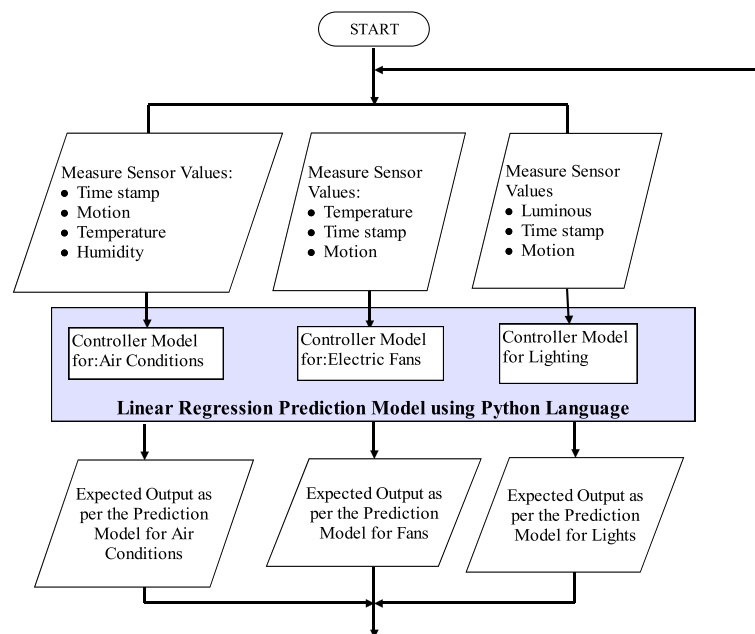 START
Measure Sensor Values:
● Time stamp
● Motion
● Temperature
● Humidity
Measure Sensor
Values:
● Temperature
● Time stamp
● Motion
Measure Sensor
Values
● Luminous
● Time stamp
● Motion
Controller Model
for:Air Conditions
Controller Model
for:Electric Fans
Controller Model
for Lighting
Linear Regression Prediction Model using Python Language
Expected Output as
per the Prediction
Model for Air
Conditions
Expected Output as
per the Prediction
Model for Fans
Expected Output as
per the Prediction
Model for Lights